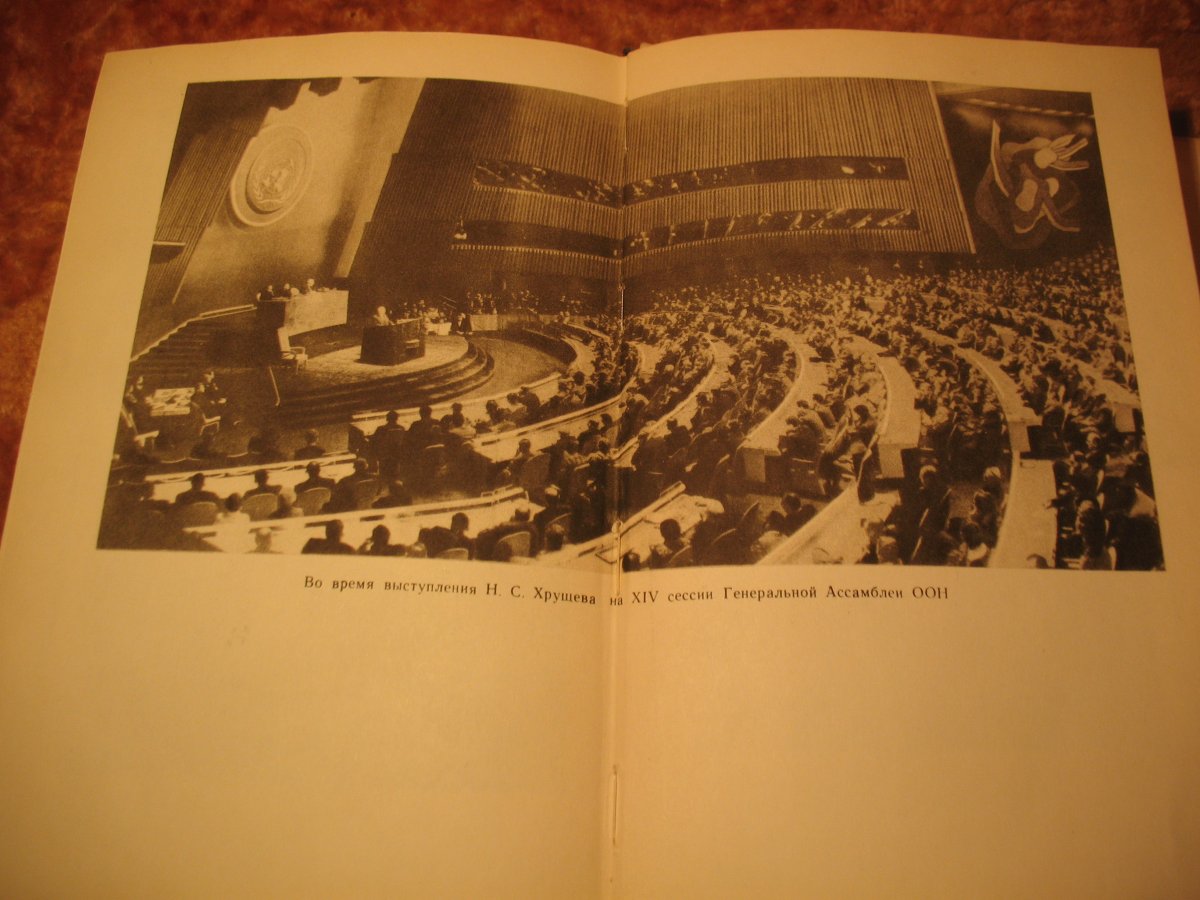 Во время выступления Н. С. Хрущева на XIV сессии Генеральной Ассамблеи ООН